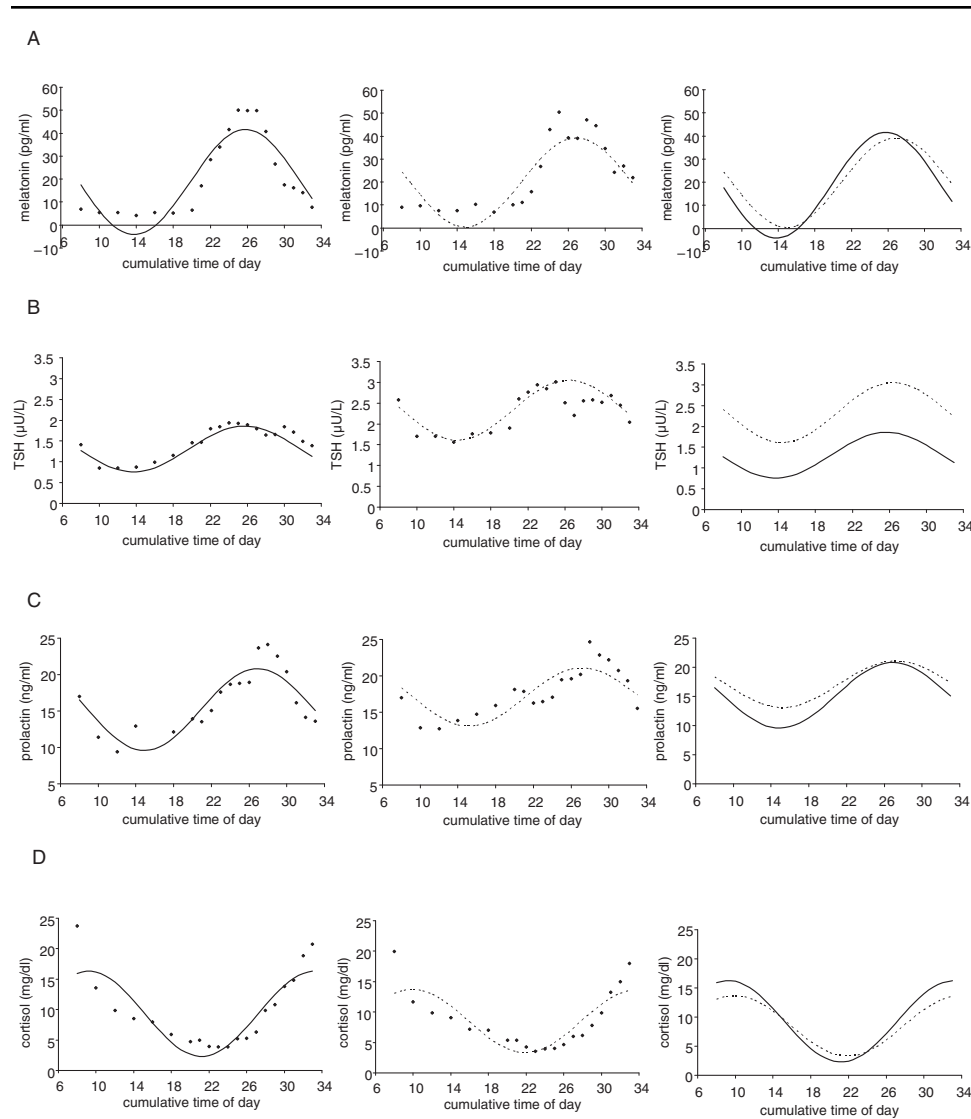 A
melatonin (pg/ml)
60
50
40
30
20
10
0
–10
6 10 14 18 22 26 30 34
cumulative time of day
melatonin (pg/ml)
60
50
40
30
20
10
0
–10
6 10 14 18 22 26 30 34
cumulative time of day
melatonin (pg/ml)
60
50
40
30
20
10
0
–10
6 10 14 18 22 26 30 34
cumulative time of day
B
TSH (µU/L)
3.5
3
2.5
2
1.5
1
0.5
0
6 10 14 18 22 26 30 34
cumulative time of day
TSH (µU/L)
3.5
3
2.5
2
1.5
1
0.5
0
6 10 14 18 22 26 30 34
cumulative time of day
TSH (µU/L)
3.5
3
2.5
2
1.5
1
0.5
0
6 10 14 18 22 26 30 34
cumulative time of day
C
prolactin (ng/ml)
25
20
15
10
5
6 10 14 18 22 26 30 34
cumulative time of day
prolactin (ng/ml)
25
20
15
10
5
6 10 14 18 22 26 30 34
cumulative time of day
prolactin (ng/ml)
25
20
15
10
5
0
6 10 14 18 22 26 30 34
cumulative time of day
D
cortisol (mg/dl)
25
20
15
10
5
0
6 10 14 18 22 26 30 34
cumulative time of day
cortisol (mg/dl)
25
20
15
10
5
0
6 10 14 18 22 26 30 34
cumulative time of day
cortisol (mg/dl)
25
20
15
10
5
0
6 10 14 18 22 26 30 34
cumulative time of day